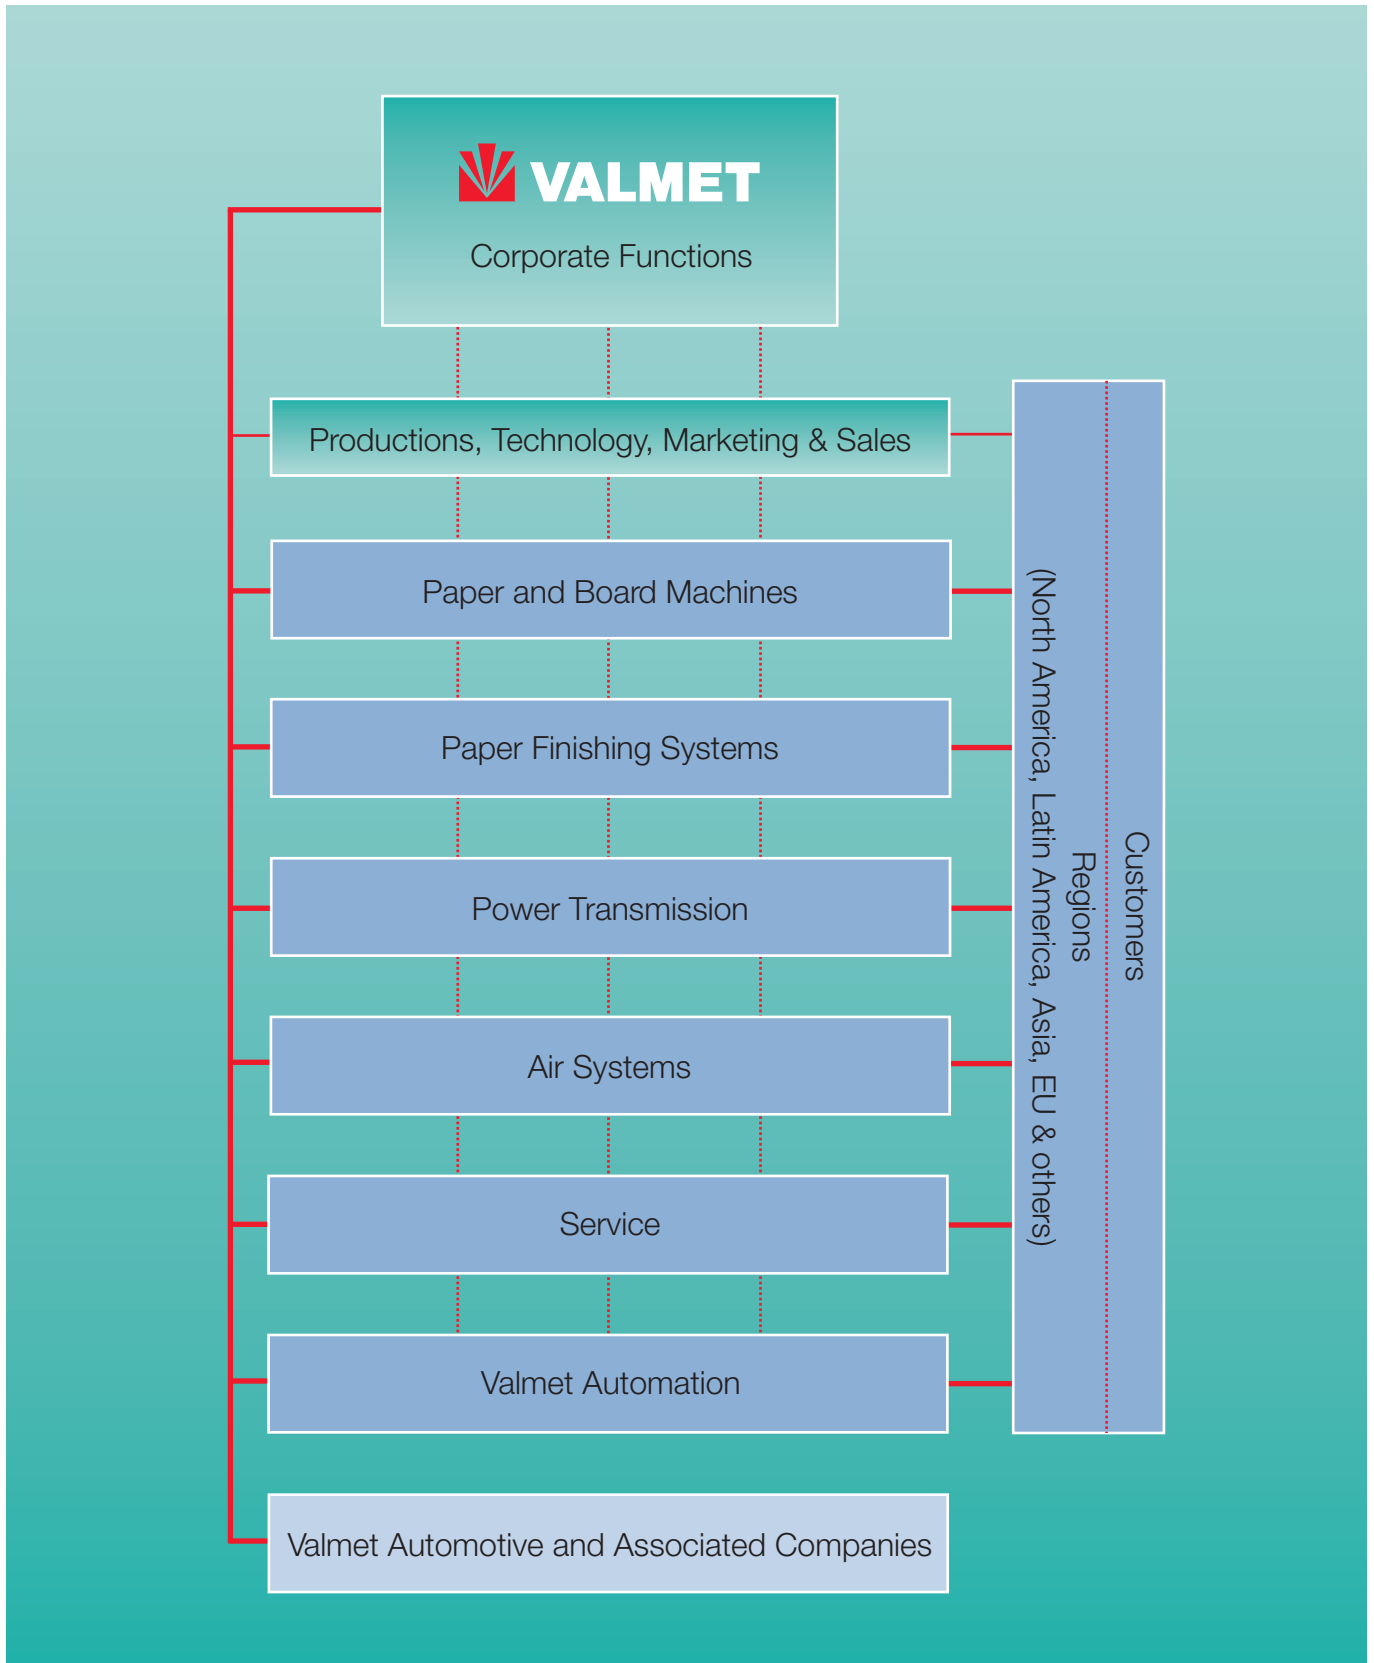 VALMET
Corporate Functions
Productions, Technology, Marketing & Sales
Paper and Board Machines
Paper Finishing Systems
Power Transmission
Air Systems
Service
Valmet Automation
Valmet Automotive and Associated Companies
Customers
Regions
(North America, Latin America, Asia, EU & others)